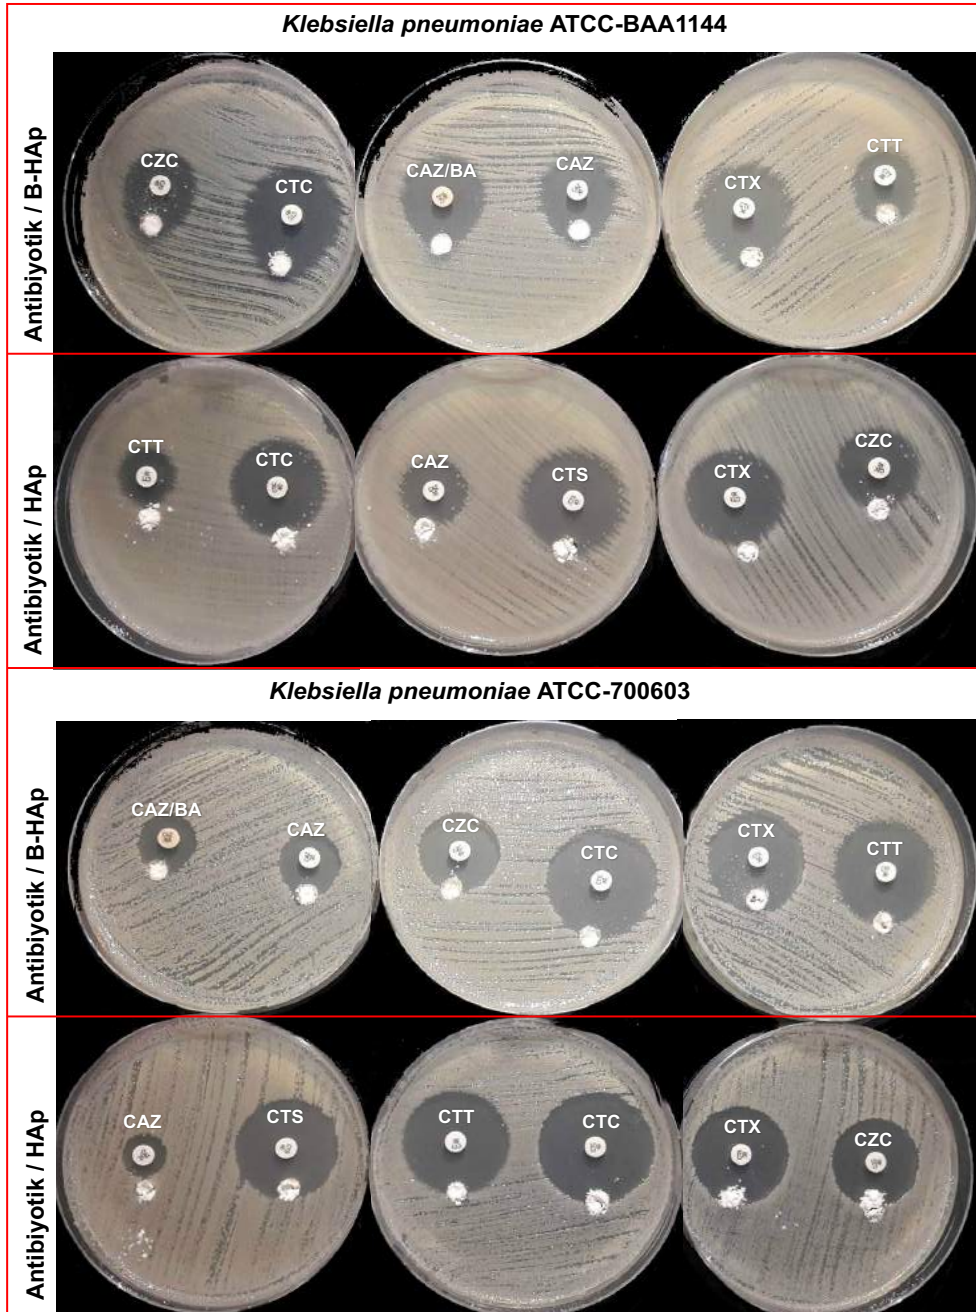 Klebsiella pneumoniae ATCC-BAA1144
Antibiyotik / B-HAp
CZC
CTC
CAZ/BA
CAZ
CTX
CTT
Antibiyotik / HAp
CTT
CTC
CAZ
CTS
CTX
CZC
Klebsiella pneumoniae ATCC-700603
Antibiyotik / B-HAp
CAZ/BA
CAZ
CZC
CTC
CTX
CTT
Antibiyotik / HAp
CAZ
CTS
CTT
CTC
CTX
CZC